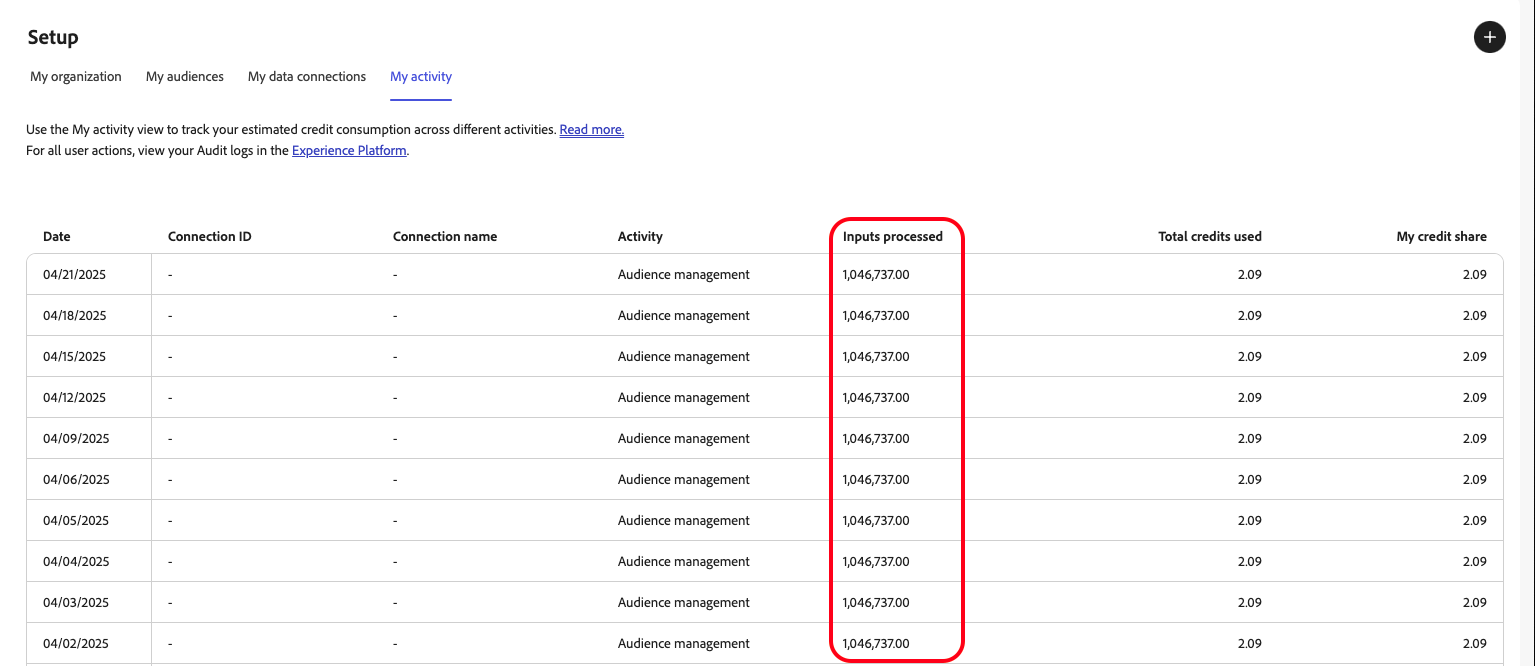 Setup
My organization My audiences My data connections My activity
Use the My activity view to track your estimated credit consumption across different activities. Read more.
For all user actions, view your Audit logs in the Experience Platform.
Date Connection ID Connection name Activity Inputs processed Total credits used My credit share
04/21/2025 - - Audience management 1,046,737.00 2.09 2.09
04/18/2025 - - Audience management 1,046,737.00 2.09 2.09
04/15/2025 - - Audience management 1,046,737.00 2.09 2.09
04/12/2025 - - Audience management 1,046,737.00 2.09 2.09
04/09/2025 - - Audience management 1,046,737.00 2.09 2.09
04/06/2025 - - Audience management 1,046,737.00 2.09 2.09
04/05/2025 - - Audience management 1,046,737.00 2.09 2.09
04/04/2025 - - Audience management 1,046,737.00 2.09 2.09
04/03/2025 - - Audience management 1,046,737.00 2.09 2.09
04/02/2025 - - Audience management 1,046,737.00 2.09 2.09